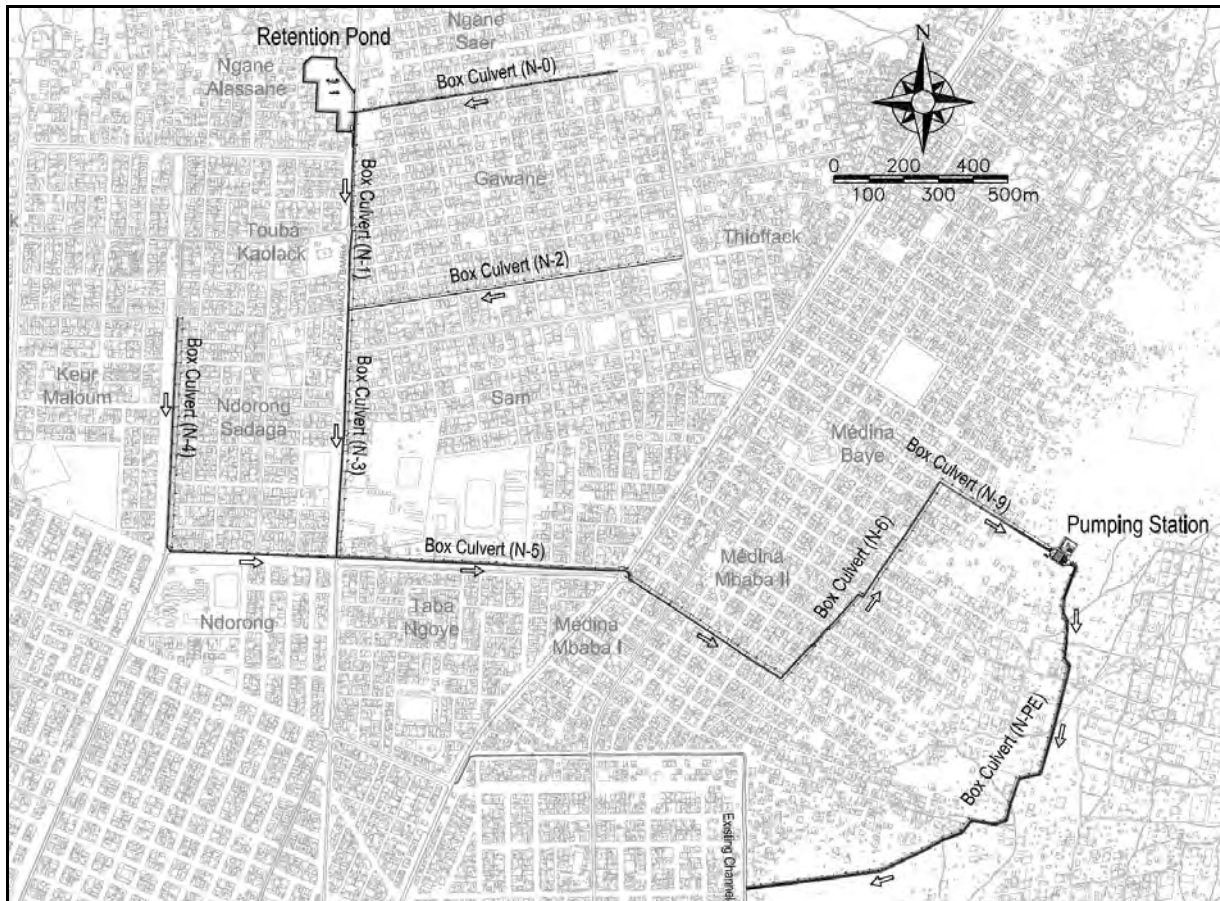 Ngane
Saer
Retention Pond
N
Ngane
Alassane
Box Culvert (N-0)
0 200 400
100 300 500m
Box Culvert (N-1)
Gawane
Touba
Kaolack
Thioffack
Box Culvert (N-2)
Box Culvert (N-4)
Box Culvert (N-3)
Keur
Maloum
Ndorong
Sadaga
Sam
Médina
Baye
Box Culvert (N-9)
Pumping Station
Box Culvert (N-5)
Box Culvert (N-6)
Médina
Mbaba II
Ndorong
Taba
Ngoye
Médina
Mbaba I
Box Culvert (N-PE)
Existing Channel